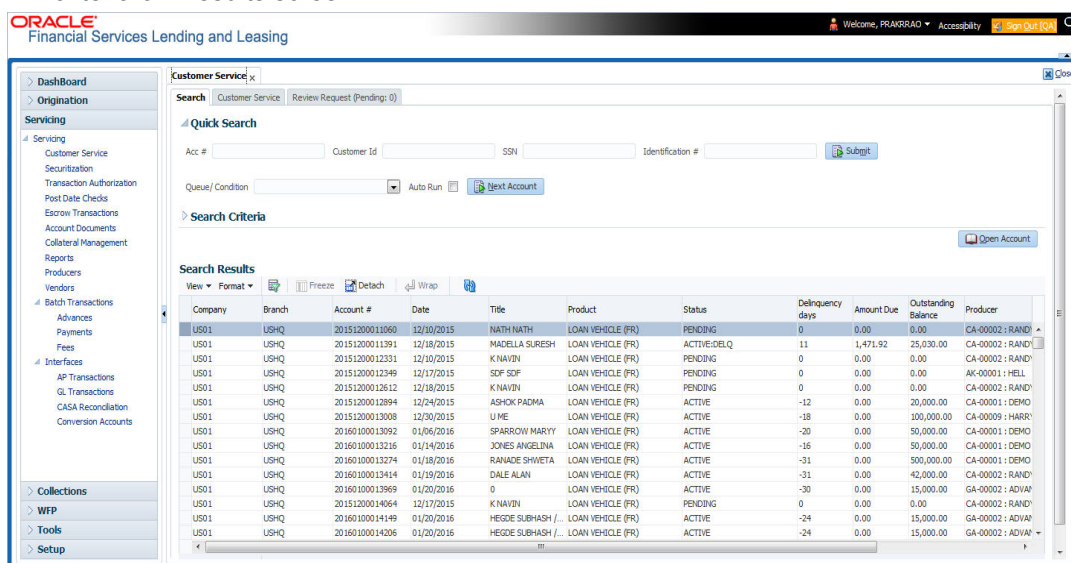 ORACLE
Financial Services Lending and Leasing
Welcome, PRAKRRAO
Accessibility
Sign Out [QA]
Close
DashBoard
Origination
Servicing
Servicing
Customer Service
Securitization
Transaction Authorization
Post Date Checks
Escrow Transactions
Account Documents
Collateral Management
Reports
Producers
Vendors
Batch Transactions
Advances
Payments
Fees
Interfaces
AP Transactions
GL Transactions
CASA Reconciliation
Conversion Accounts
Collections
WFP
Tools
Setup
Customer Service x
Search Customer Service Review Request (Pending: 0)
Quick Search
Acc # Customer Id SSN Identification # Submit
Queue/ Condition Auto Run Next Account
Search Criteria
Open Account
Search Results
View Format Freeze Detach Wrap
Company Branch Account # Date Title Product Status Delinquency days Amount Due Outstanding Balance Producer
US01 USHQ 20151200011060 12/10/2015 NATH NATH LOAN VEHICLE (FR) PENDING 0 0.00 0.00 CA-00002 : RANDY
US01 USHQ 20151200011391 12/18/2015 MADELLA SURESH LOAN VEHICLE (FR) ACTIVE:DELQ 11 1,471.92 25,030.00 CA-00002 : RANDY
US01 USHQ 20151200012331 12/10/2015 K NAVIN LOAN VEHICLE (FR) PENDING 0 0.00 0.00 CA-00002 : RANDY
US01 USHQ 20151200012349 12/17/2015 SDF SDF LOAN VEHICLE (FR) PENDING 0 0.00 0.00 AK-00001 : HELL
US01 USHQ 20151200012612 12/18/2015 K NAVIN LOAN VEHICLE (FR) PENDING 0 0.00 0.00 CA-00002 : RANDY
US01 USHQ 20151200012894 12/24/2015 ASHOK PADMA LOAN VEHICLE (FR) ACTIVE -12 0.00 20,000.00 CA-00001 : DEMO
US01 USHQ 20151200013008 12/30/2015 U ME LOAN VEHICLE (FR) ACTIVE -18 0.00 100,000.00 CA-00009 : HARRY
US01 USHQ 20160100013092 01/06/2016 SPARROW MARYY LOAN VEHICLE (FR) ACTIVE -20 0.00 50,000.00 CA-00001 : DEMO
US01 USHQ 20160100013216 01/14/2016 JONES ANGELINA LOAN VEHICLE (FR) ACTIVE -16 0.00 50,000.00 CA-00001 : DEMO
US01 USHQ 20160100013274 01/18/2016 RANADE SHWETA LOAN VEHICLE (FR) ACTIVE -31 0.00 500,000.00 CA-00001 : DEMO
US01 USHQ 20160100013414 01/19/2016 DALE ALAN LOAN VEHICLE (FR) ACTIVE -31 0.00 42,000.00 CA-00002 : RANDY
US01 USHQ 20160100013969 01/20/2016 0 LOAN VEHICLE (FR) ACTIVE -30 0.00 15,000.00 GA-00002 : ADVAN
US01 USHQ 20151200014064 12/17/2015 K NAVIN LOAN VEHICLE (FR) PENDING 0 0.00 0.00 CA-00002 : RANDY
US01 USHQ 20160100014149 01/20/2016 HEGDE SUBHASH /... LOAN VEHICLE (FR) ACTIVE -24 0.00 15,000.00 GA-00002 : ADVAN
US01 USHQ 20160100014206 01/20/2016 HEGDE SUBHASH /... LOAN VEHICLE (FR) ACTIVE -24 0.00 15,000.00 GA-00002 : ADVAN